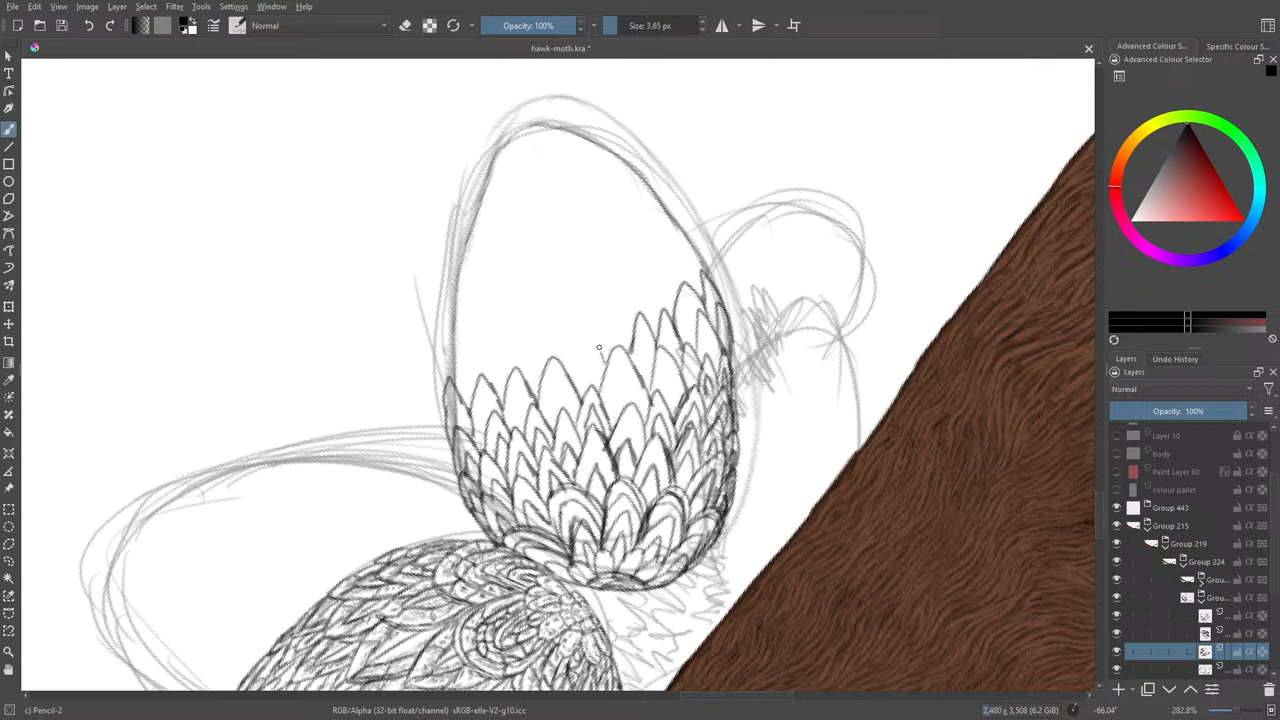 File Edit View Image Layer Select Filter Tools Settings Window Help
Normal Opacity: 100% Size: 3.65 px
hawk-moth.kra *
Advanced Colour S... Specific Colour S...
Advanced Colour Selector
Layers Undo History
Layers
Normal
Opacity: 100%
Layer 10
body
Paint Layer 60
colour pallet
Group 443
Group 215
Group 219
Group 224
Grou...
Grou...
c) Pencil-2 RGB/Alpha (32-bit float/channel) sRGB-elle-V2-g10.icc 2,480 x 3,508 (6.2 GiB) -66.04° 282.8%